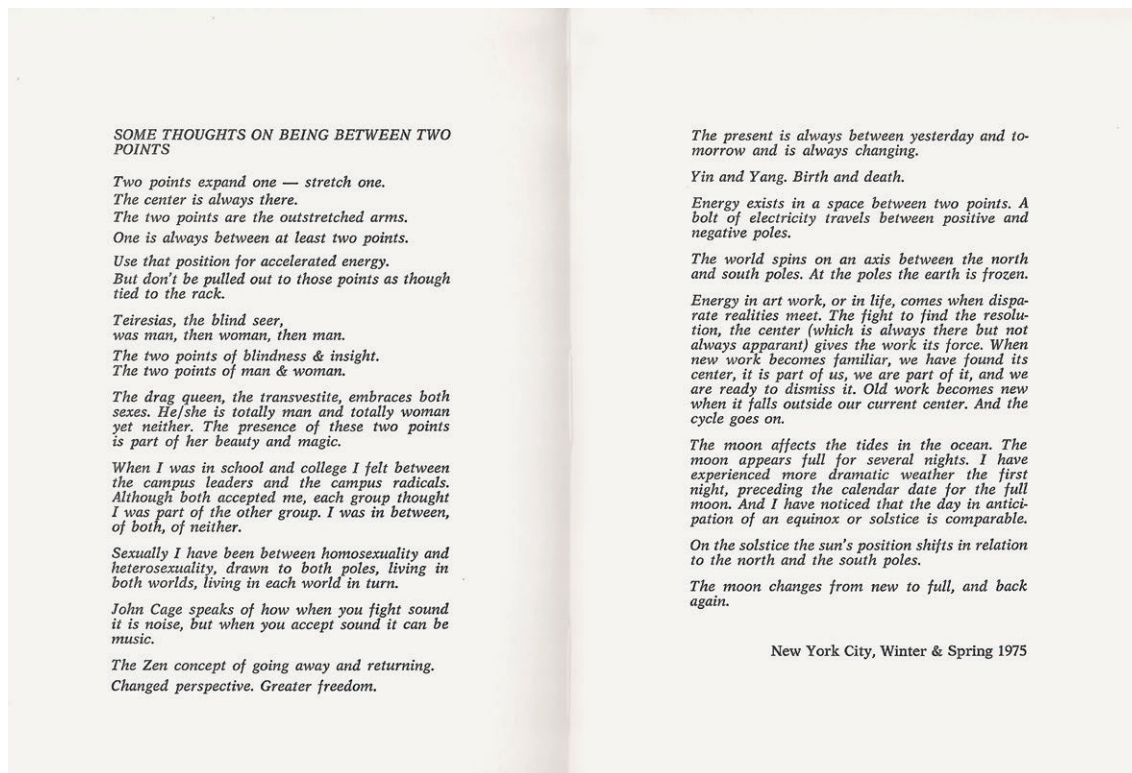 SOME THOUGHTS ON BEING BETWEEN TWO
POINTS
Two points expand one — stretch one.
The center is always there.
The two points are the outstretched arms.
One is always between at least two points.
Use that position for accelerated energy.
But don't be pulled out to those points as though
tied to the rack.
Teiresias, the blind seer,
was man, then woman, then man.
The two points of blindness & insight.
The two points of man & woman.
The drag queen, the transvestite, embraces both
sexes. He/she is totally man and totally woman
yet neither. The presence of these two points
is part of her beauty and magic.
When I was in school and college I felt between
the campus leaders and the campus radicals.
Although both accepted me, each group thought
I was part of the other group. I was in between,
of both, of neither.
Sexually I have been between homosexuality and
heterosexuality, drawn to both poles, living in
both worlds, living in each world in turn.
John Cage speaks of how when you fight sound
it is noise, but when you accept sound it can be
music.
The Zen concept of going away and returning.
Changed perspective. Greater freedom.
The present is always between yesterday and to-
morrow and is always changing.
Yin and Yang. Birth and death.
Energy exists in a space between two points. A
bolt of electricity travels between positive and
negative poles.
The world spins on an axis between the north
and south poles. At the poles the earth is frozen.
Energy in art work, or in life, comes when dispa-
rate realities meet. The fight to find the resolu-
tion, the center (which is always there but not
always apparant) gives the work its force. When
new work becomes familiar, we have found its
center, it is part of us, we are part of it, and we
are ready to dismiss it. Old work becomes new
when it falls outside our current center. And the
cycle goes on.
The moon affects the tides in the ocean. The
moon appears full for several nights. I have
experienced more dramatic weather the first
night, preceding the calendar date for the full
moon. And I have noticed that the day in antici-
pation of an equinox or solstice is comparable.
On the solstice the sun's position shifts in relation
to the north and the south poles.
The moon changes from new to full, and back
again.
New York City, Winter & Spring 1975